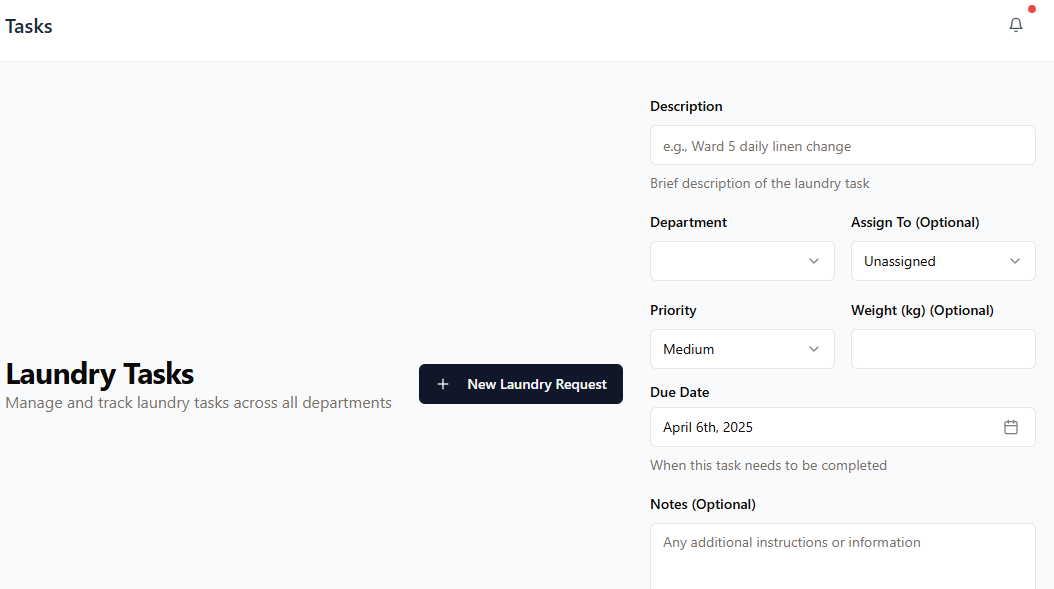 Tasks
Laundry Tasks
Manage and track laundry tasks across all departments
New Laundry Request
Description
e.g., Ward 5 daily linen change
Brief description of the laundry task
Department
Assign To (Optional)
Unassigned
Priority
Weight (kg) (Optional)
Medium
Due Date
April 6th, 2025
When this task needs to be completed
Notes (Optional)
Any additional instructions or information